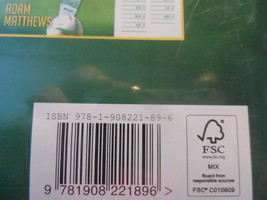 ADAM
MATTHEWS
ISBN 978-1-908221-89-6
9 781908 221896 >
FSC
www.fsc.org
MIX
Board from
responsible sources
FSC® C010809